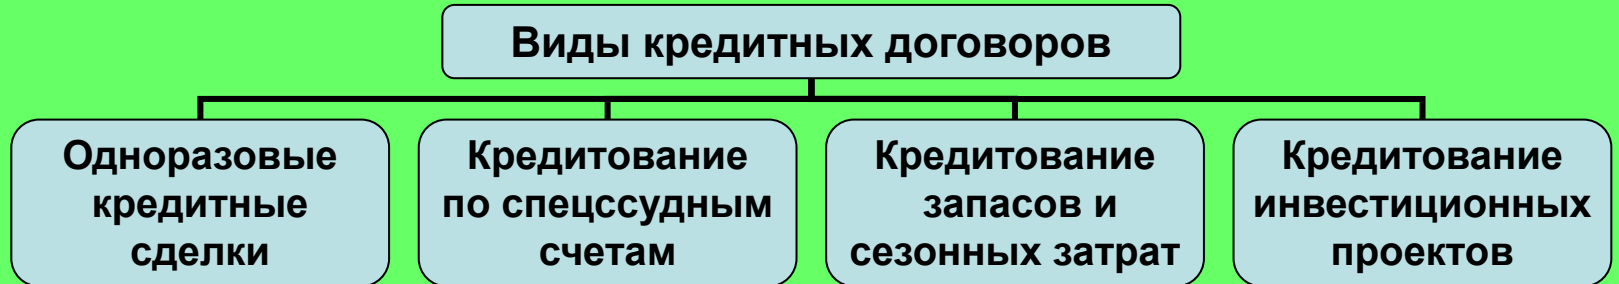 Виды кредитных договоров
Одноразовые
кредитные
сделки
Кредитование
по спецссудным
счетам
Кредитование
запасов и
сезонных затрат
Кредитование
инвестиционных
проектов